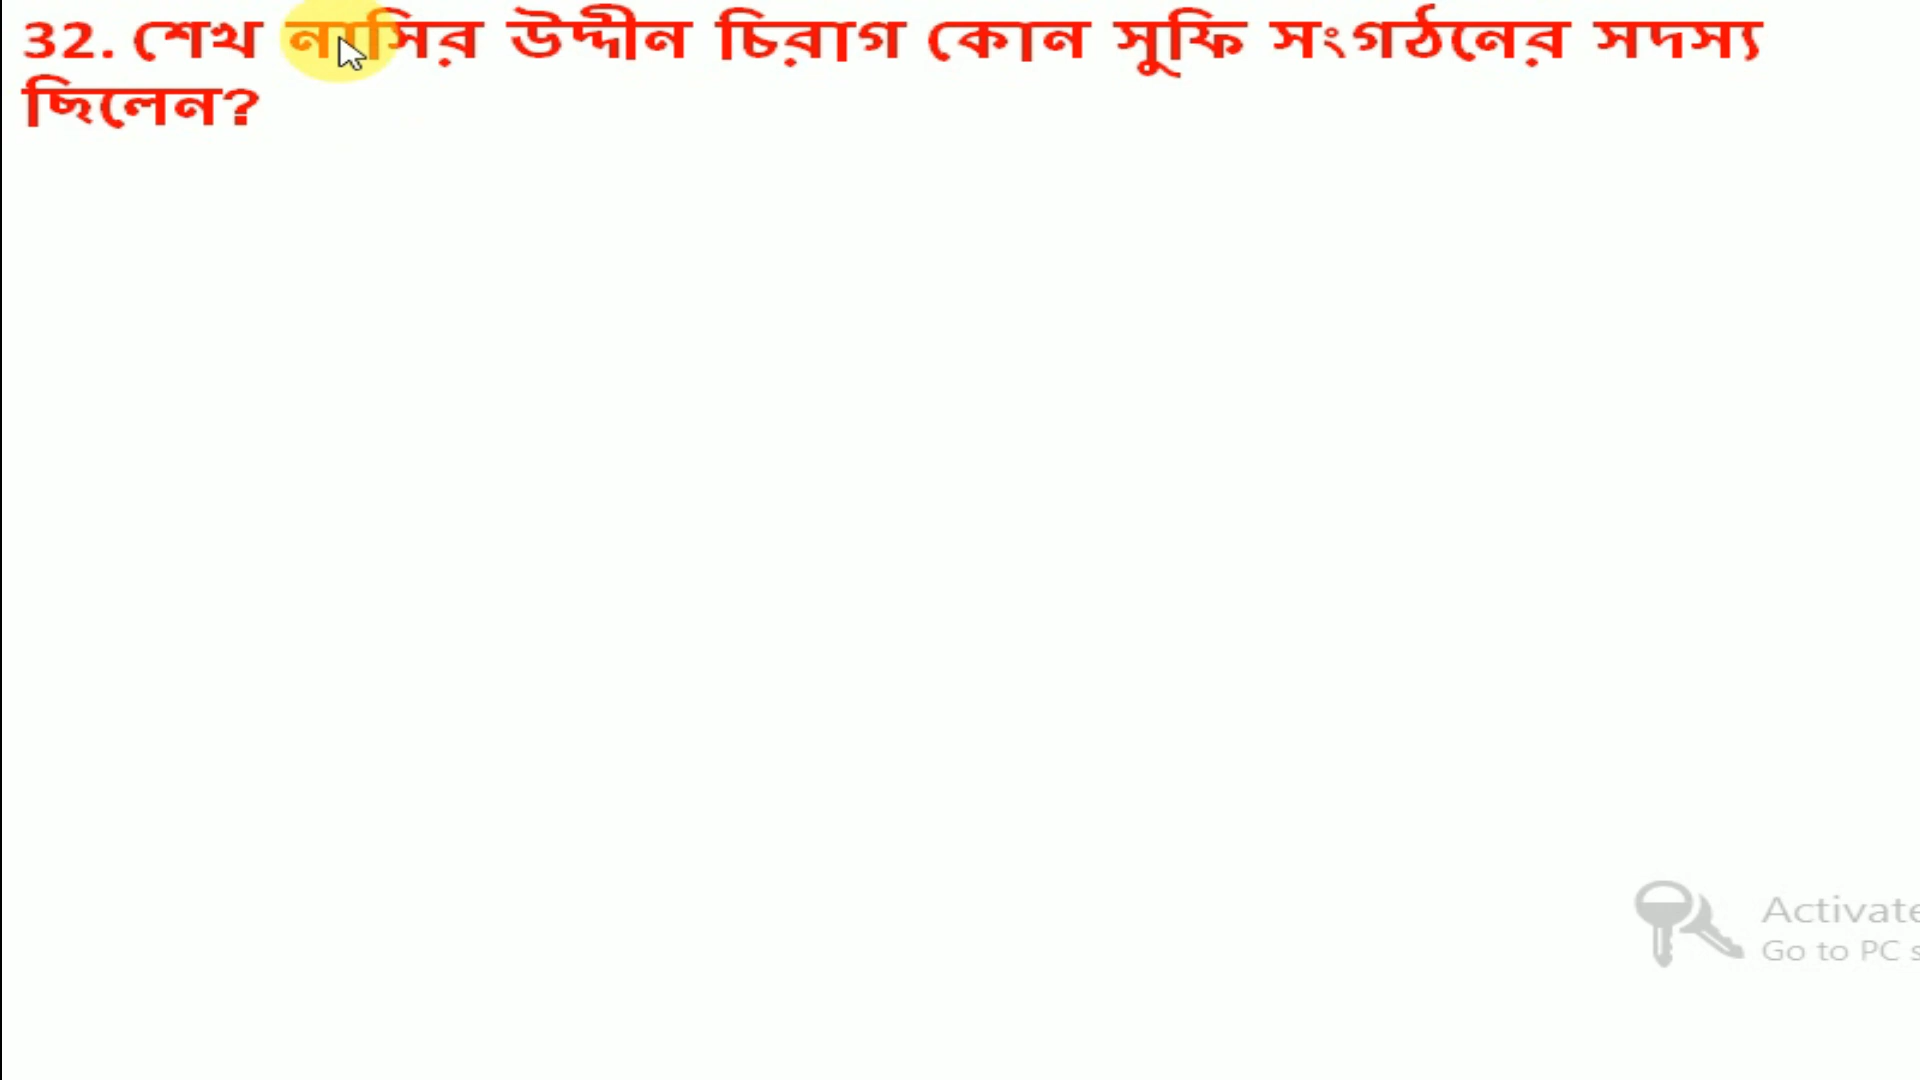 32. শেখ নাসির উদ্দীন চিরাগ কোন সুফি সংগঠনের সদস্য
ছিলেন?
Activate
Go to PC s